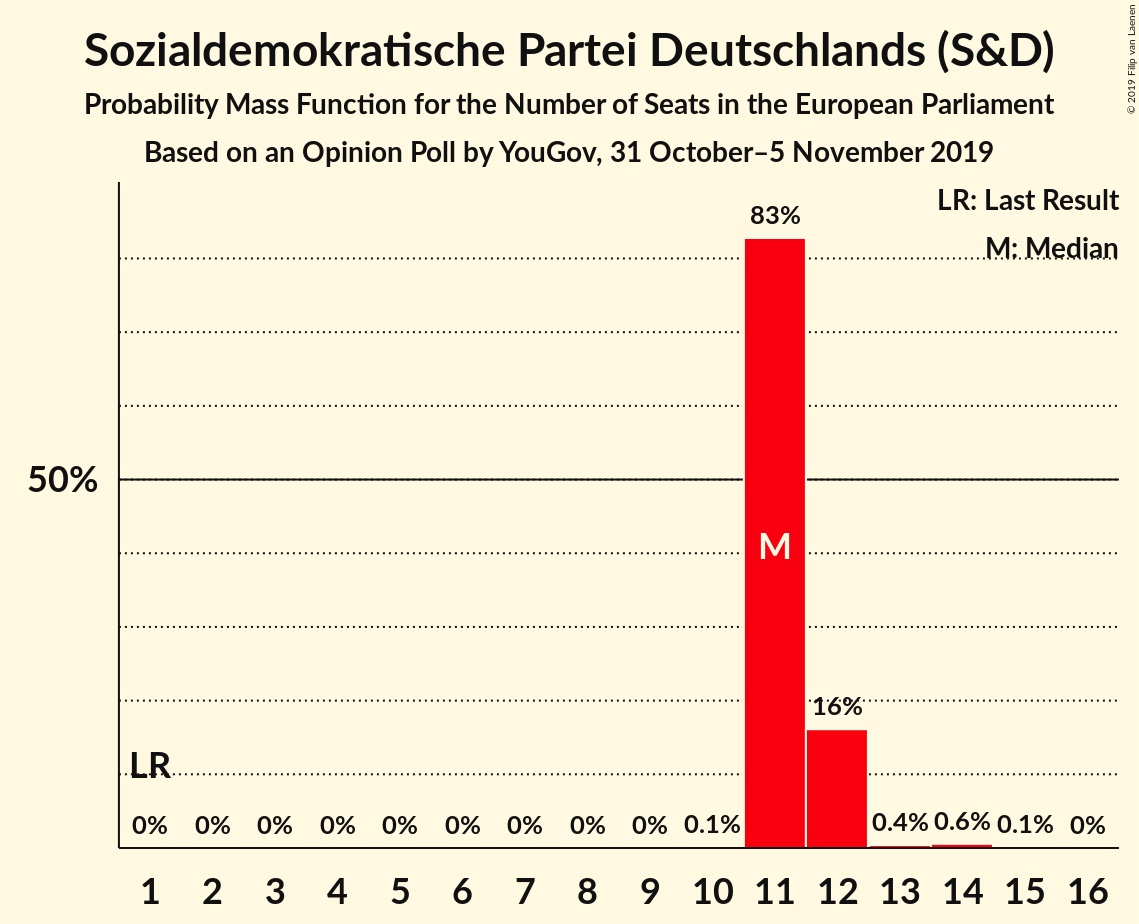 Sozialdemokratische Partei Deutschlands (S&D)
Probability Mass Function for the Number of Seats in the European Parliament
Based on an Opinion Poll by YouGov, 31 October–5 November 2019
© 2019 Filip van Laenen
LR: Last Result
M: Median
83%
50%
M
16%
LR
0% 0% 0% 0% 0% 0% 0% 0% 0% 0.1% 0.4% 0.6% 0.1% 0%
1 2 3 4 5 6 7 8 9 10 11 12 13 14 15 16